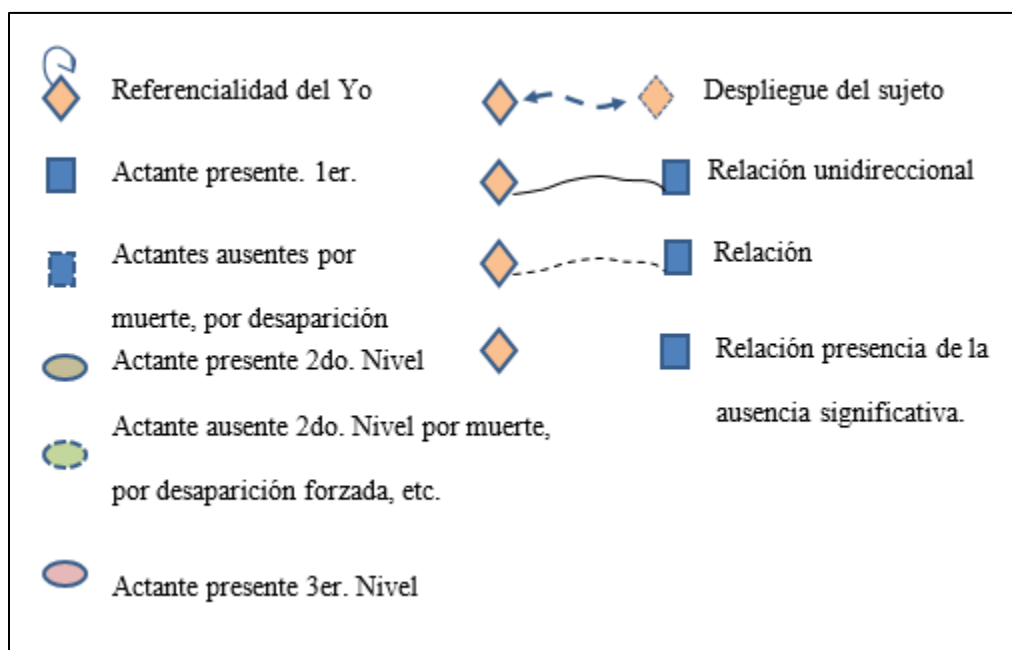 Referencialidad del Yo
Actante presente. 1er.
Actantes ausentes por
muerte, por desaparición
Actante presente 2do. Nivel
Actante ausente 2do. Nivel por muerte,
por desaparición forzada, etc.
Actante presente 3er. Nivel
Despliegue del sujeto
Relación unidireccional
Relación
Relación presencia de la
ausencia significativa.